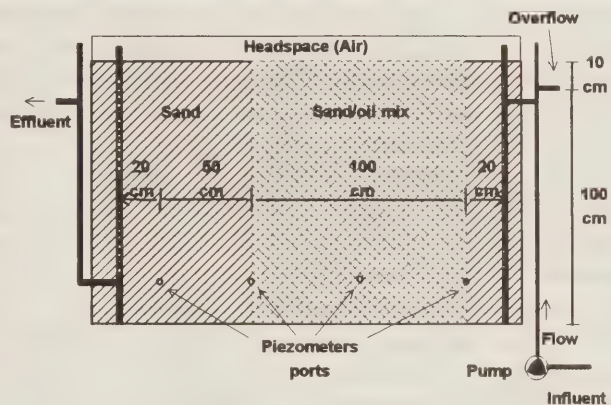 Overflow
Headspace (Air)
10
cm
Effluent
Sand
Sand/oil mix
20
cm
50
cm
100
cm
20
cm
100
cm
Piezometers
ports
Flow
Pump
Influent